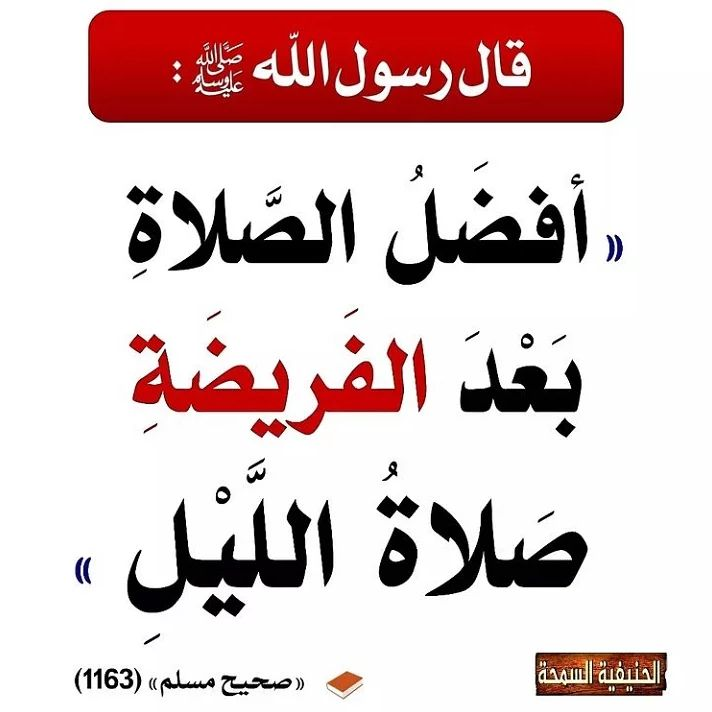 قال رسول الله ﷺ :
« أفضَلُ الصَّلاةِ
بَعْدَ الفَريضَةِ
صَلاةُ اللَّيْلِ »
«صحيح مسلم» (1163)
الحنيفية السمحة